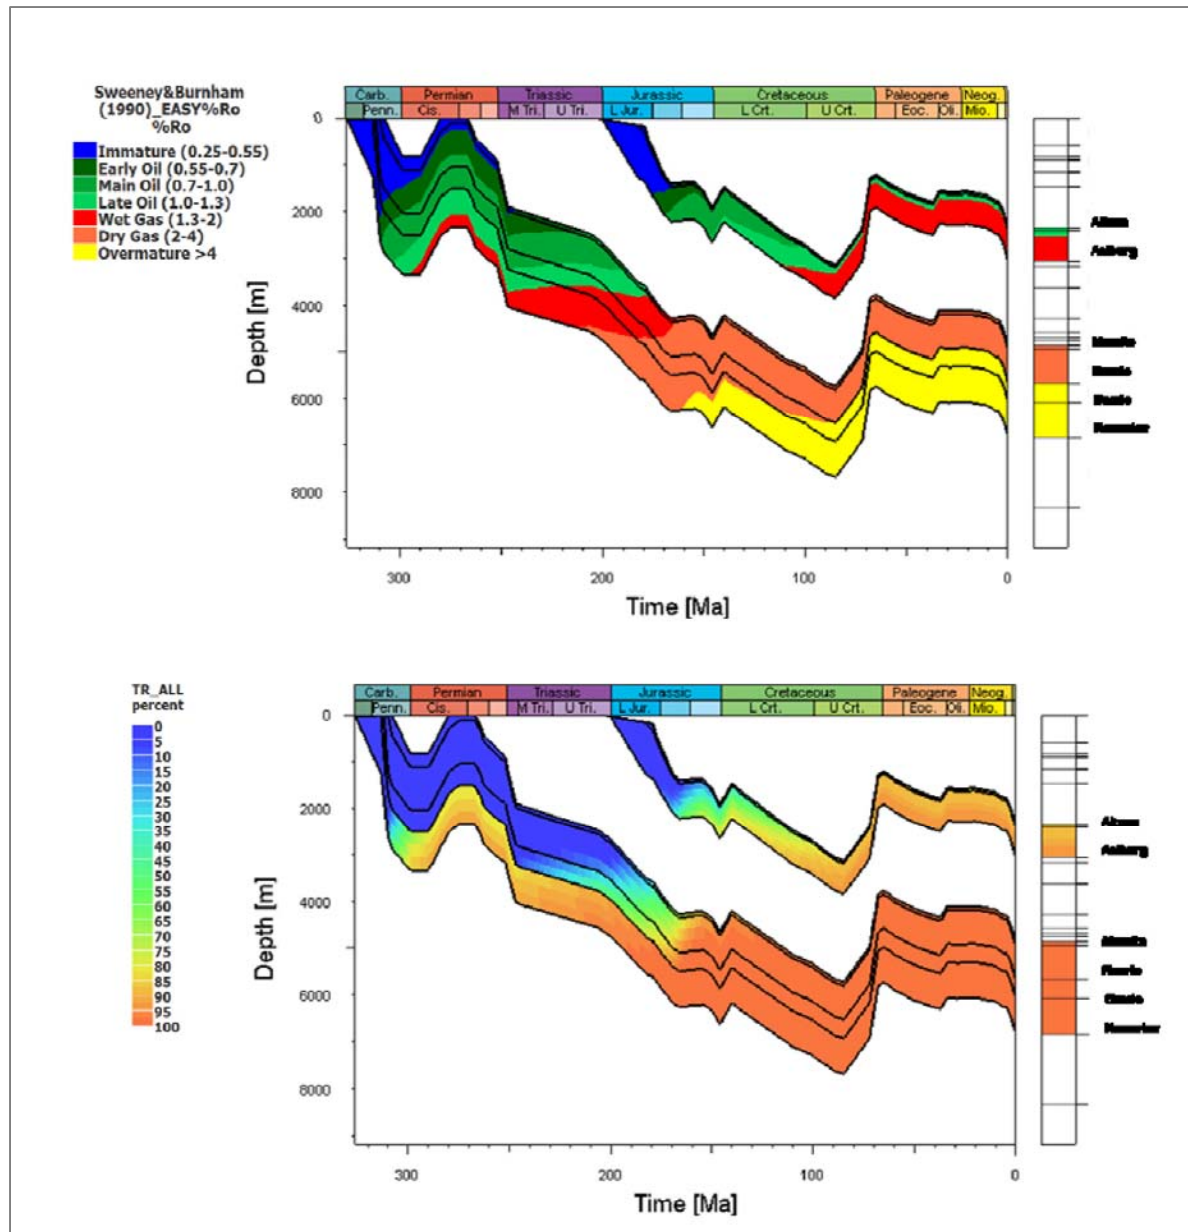 Sweeney&Burnham
(1990)_EASY%Ro
%Ro
Immature (0.25-0.55)
Early Oil (0.55-0.7)
Main Oil (0.7-1.0)
Late Oil (1.0-1.3)
Wet Gas (1.3-2)
Dry Gas (2-4)
Overmature >4
Carb. Permian Triassic Jurassic Cretaceous Paleogene Neog.
Penn. Cis. M Tri. U Tri. L Jur. L Crt. U Crt. Eoc. Oli. Mio.
0
2000
4000
6000
8000
Depth [m]
300 200 100 0
Time [Ma]
Aalburg
TR_ALL
percent
0
5
10
15
20
25
30
35
40
45
50
55
60
65
70
75
80
85
90
95
100
Carb. Permian Triassic Jurassic Cretaceous Paleogene Neog.
Penn. Cis. M Tri. U Tri. L Jur. L Crt. U Crt. Eoc. Oli. Mio.
0
2000
4000
6000
8000
Depth [m]
300 200 100 0
Time [Ma]
Aalburg